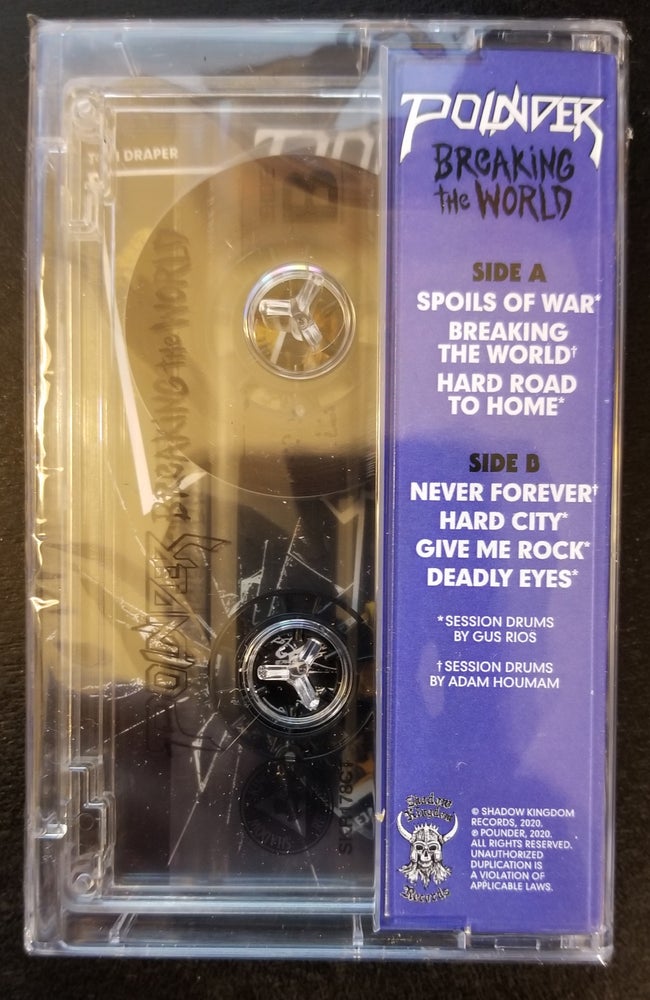 POUNDER
BREAKING
the WORLD
SIDE A
SPOILS OF WAR*
BREAKING
THE WORLD†
HARD ROAD
TO HOME*
SIDE B
NEVER FOREVER†
HARD CITY*
GIVE ME ROCK*
DEADLY EYES*
*SESSION DRUMS
BY GUS RIOS
†SESSION DRUMS
BY ADAM HOUMAM
Shadow
Kingdom
Records
© SHADOW KINGDOM
RECORDS, 2020.
℗ POUNDER, 2020.
ALL RIGHTS RESERVED.
UNAUTHORIZED
DUPLICATION IS
A VIOLATION OF
APPLICABLE LAWS.
DRAPER
POUNDER BREAKING the WORLD